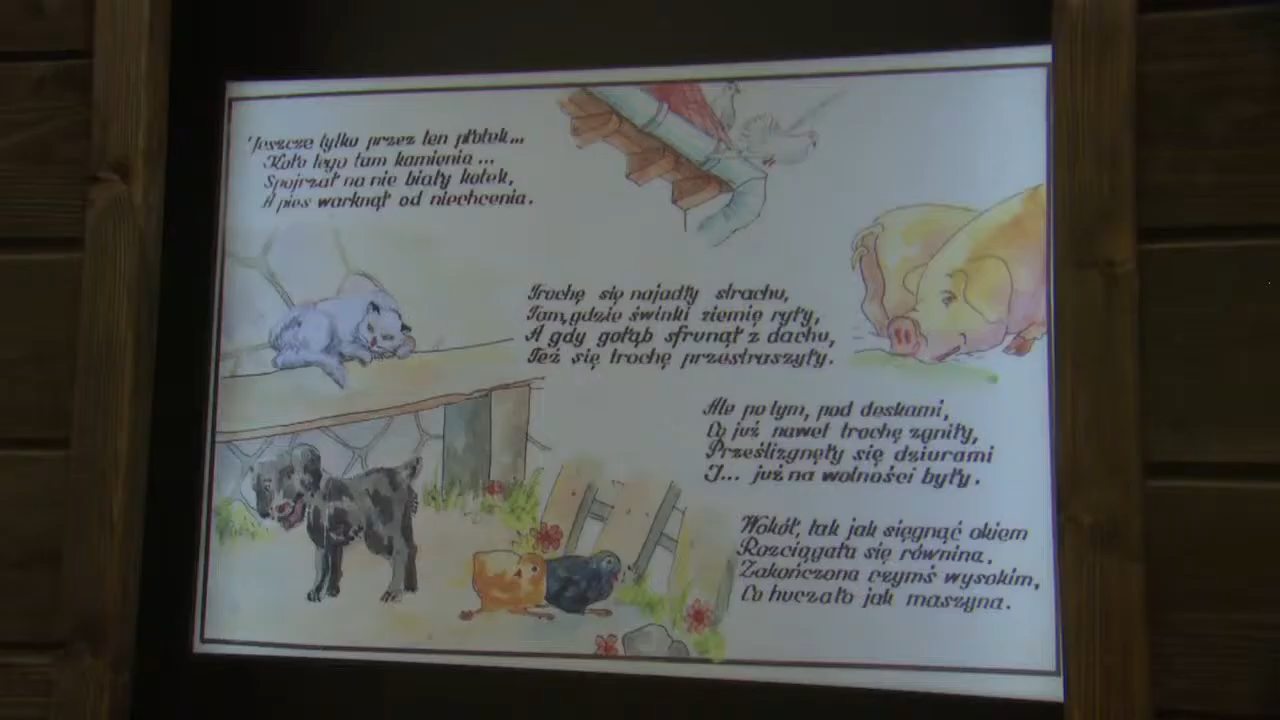 Jeszcze tylko przez ten płotek...
Koło tego tam kamienia ...
Spojrzał na nie biały kotek,
A pies warknął od niechcenia.
Trochę się najadły strachu,
Tam, gdzie świnki ziemię ryły,
A gdy gołąb sfrunął z dachu,
Też się trochę przestraszyły.
Ale po tym, pod deskami,
Co już nawet trochę zgniły,
Prześlizgnęły się dziurami
I... już na wolności były.
Wokół, tak jak sięgnąć okiem
Rozciągała się równina,
Zakończona czymś wysokim,
Co huczało jak maszyna.